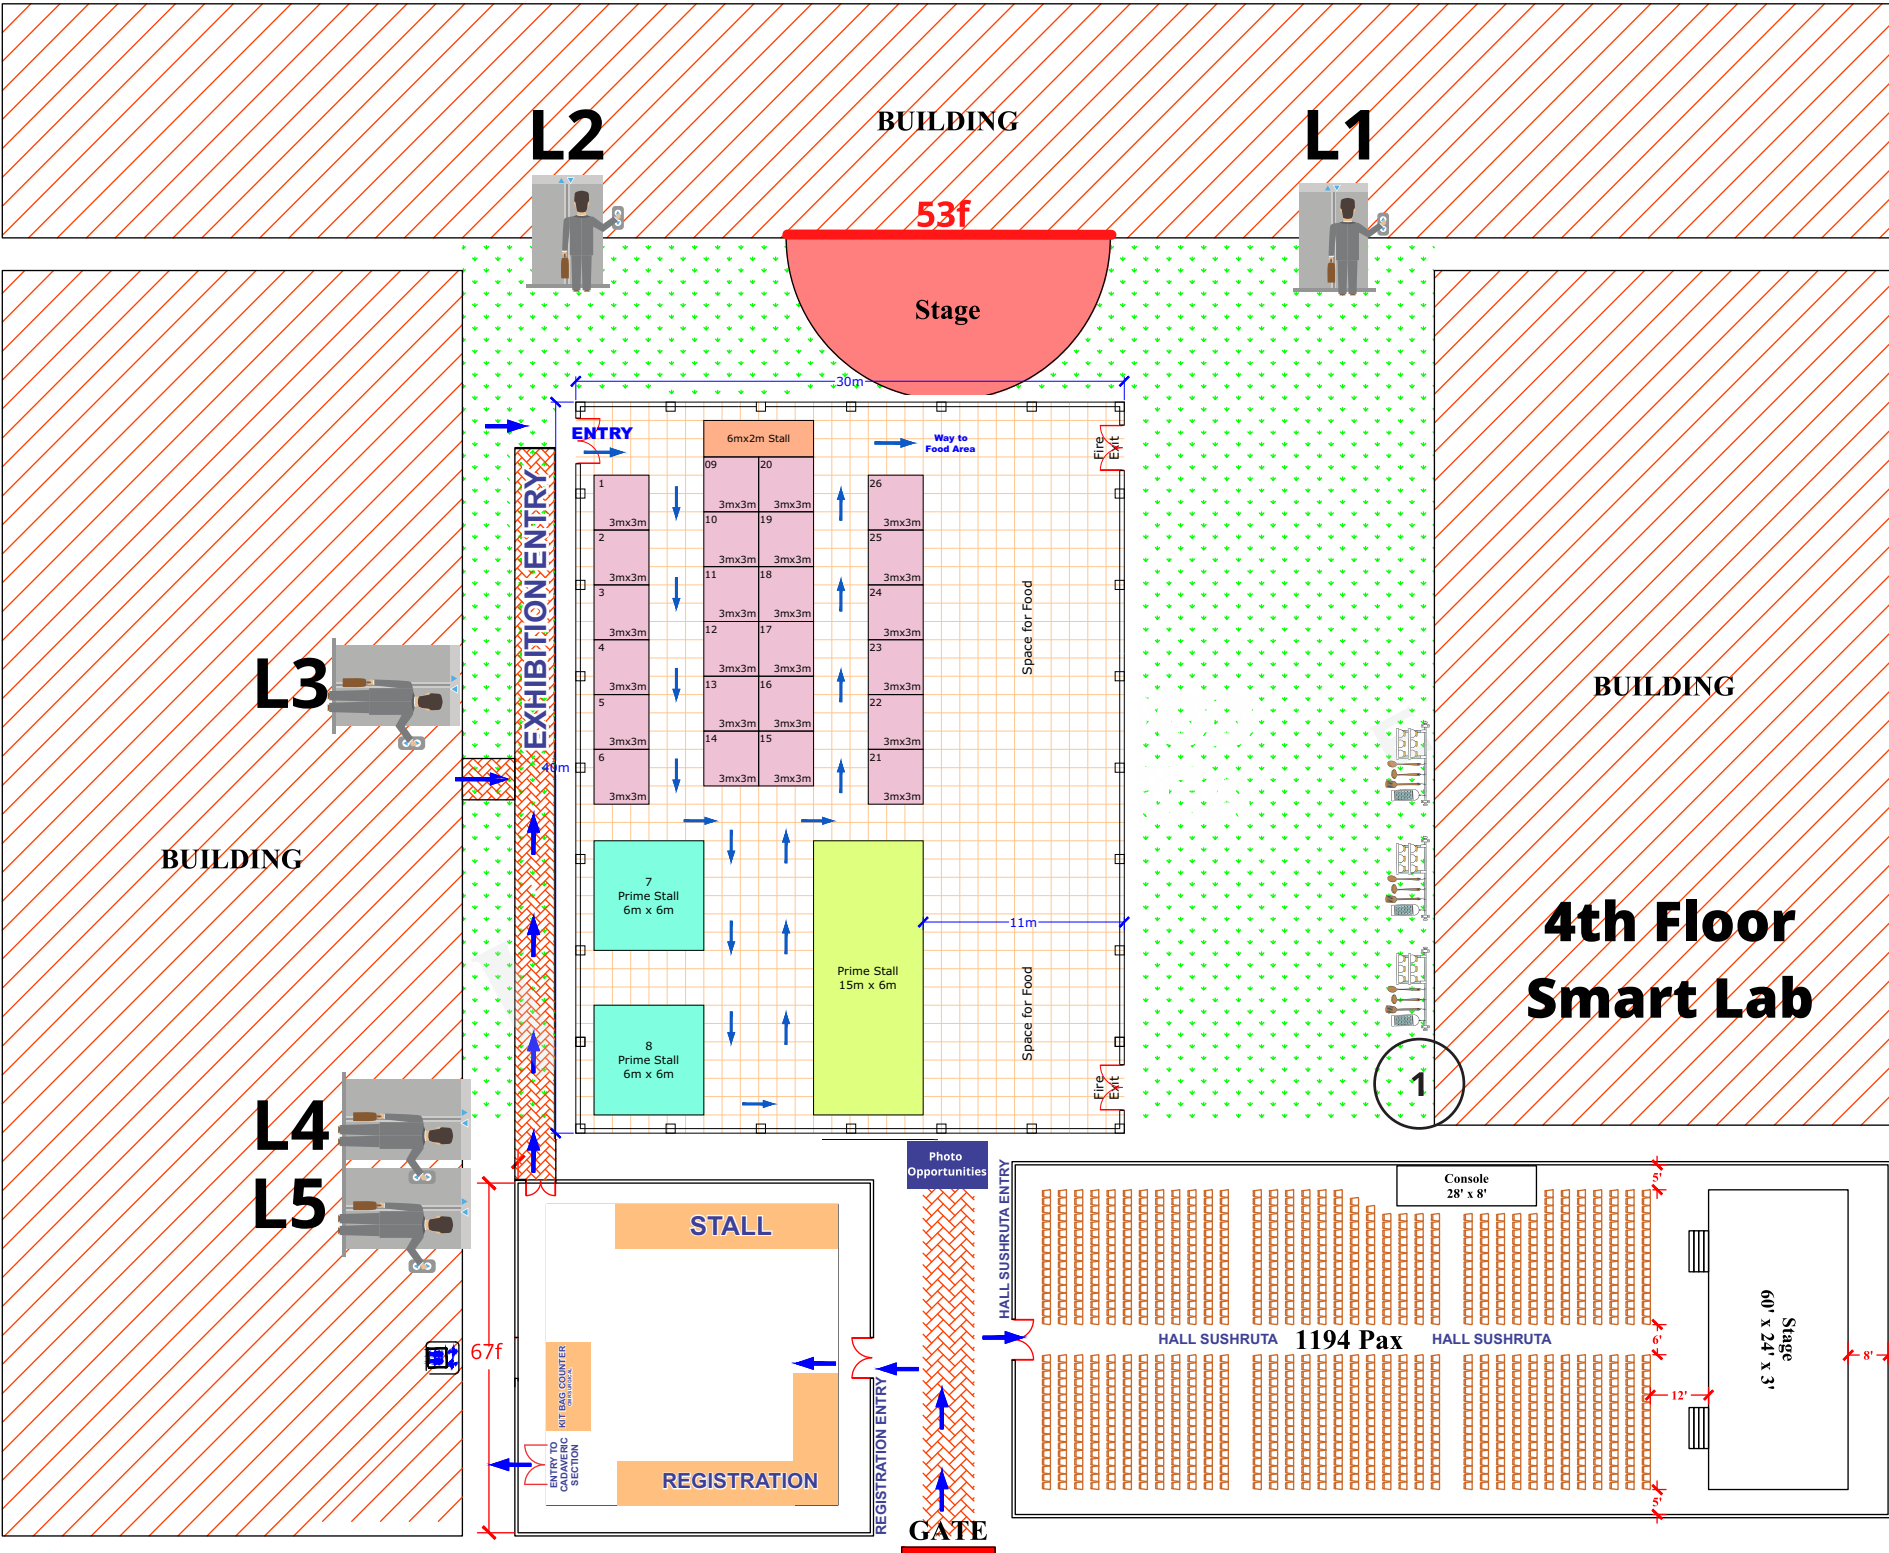 L2
BUILDING
L1
53f
Stage
30m
ENTRY
6mx2m Stall
Way to
Food Area
Fire
Exit
EXHIBITION ENTRY
1
3mx3m
2
3mx3m
3
3mx3m
4
3mx3m
5
3mx3m
6
3mx3m
09
3mx3m
20
3mx3m
10
3mx3m
19
3mx3m
11
3mx3m
18
3mx3m
12
3mx3m
17
3mx3m
13
3mx3m
16
3mx3m
14
3mx3m
15
3mx3m
26
3mx3m
25
3mx3m
24
3mx3m
23
3mx3m
22
3mx3m
21
3mx3m
Space for Food
L3
BUILDING
40m
BUILDING
7
Prime Stall
6m x 6m
11m
Prime Stall
15m x 6m
4th Floor
Smart Lab
Space for Food
8
Prime Stall
6m x 6m
Fire
Exit
1
L4
L5
Photo
Opportunities
HALL SUSHRUTA ENTRY
Console
28' x 8'
5'
STALL
HALL SUSHRUTA
1194 Pax
HALL SUSHRUTA
6'
Stage
60' x 24' x 3'
8'
12'
5'
67f
KIT BAG COUNTER
ENTRY TO
CADAVERIC
SECTION
REGISTRATION
REGISTRATION ENTRY
GATE